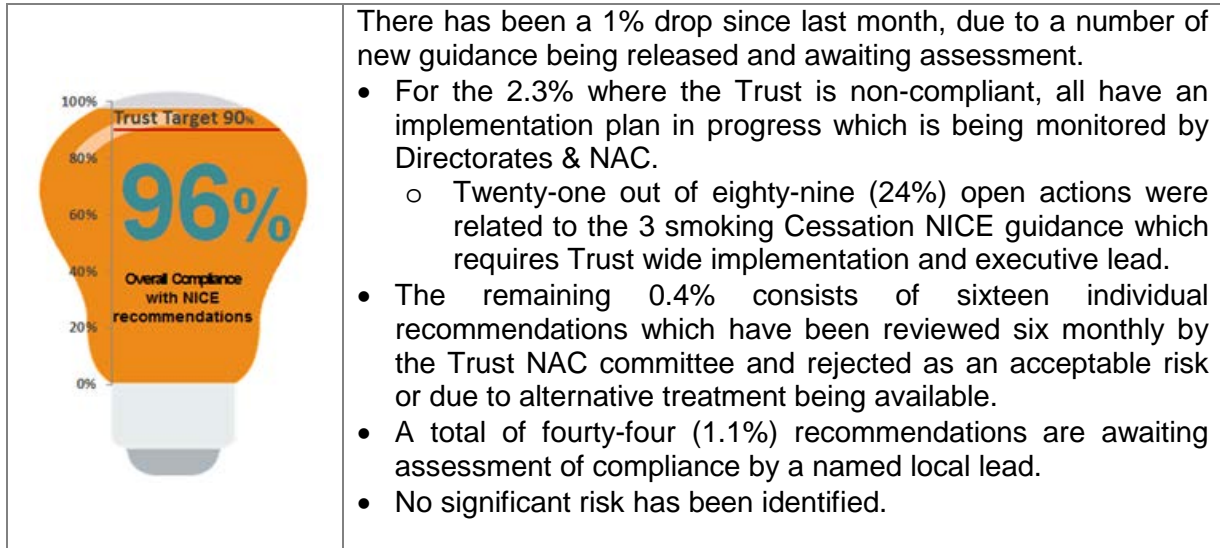 100%
Trust Target 90%
80%
96%
60%
40%
Overall Compliance
with NICE
recommendations
20%
0%
There has been a 1% drop since last month, due to a number of
new guidance being released and awaiting assessment.
• For the 2.3% where the Trust is non-compliant, all have an
implementation plan in progress which is being monitored by
Directorates & NAC.
o Twenty-one out of eighty-nine (24%) open actions were
related to the 3 smoking Cessation NICE guidance which
requires Trust wide implementation and executive lead.
• The remaining 0.4% consists of sixteen individual
recommendations which have been reviewed six monthly by
the Trust NAC committee and rejected as an acceptable risk
or due to alternative treatment being available.
• A total of fourty-four (1.1%) recommendations are awaiting
assessment of compliance by a named local lead.
• No significant risk has been identified.